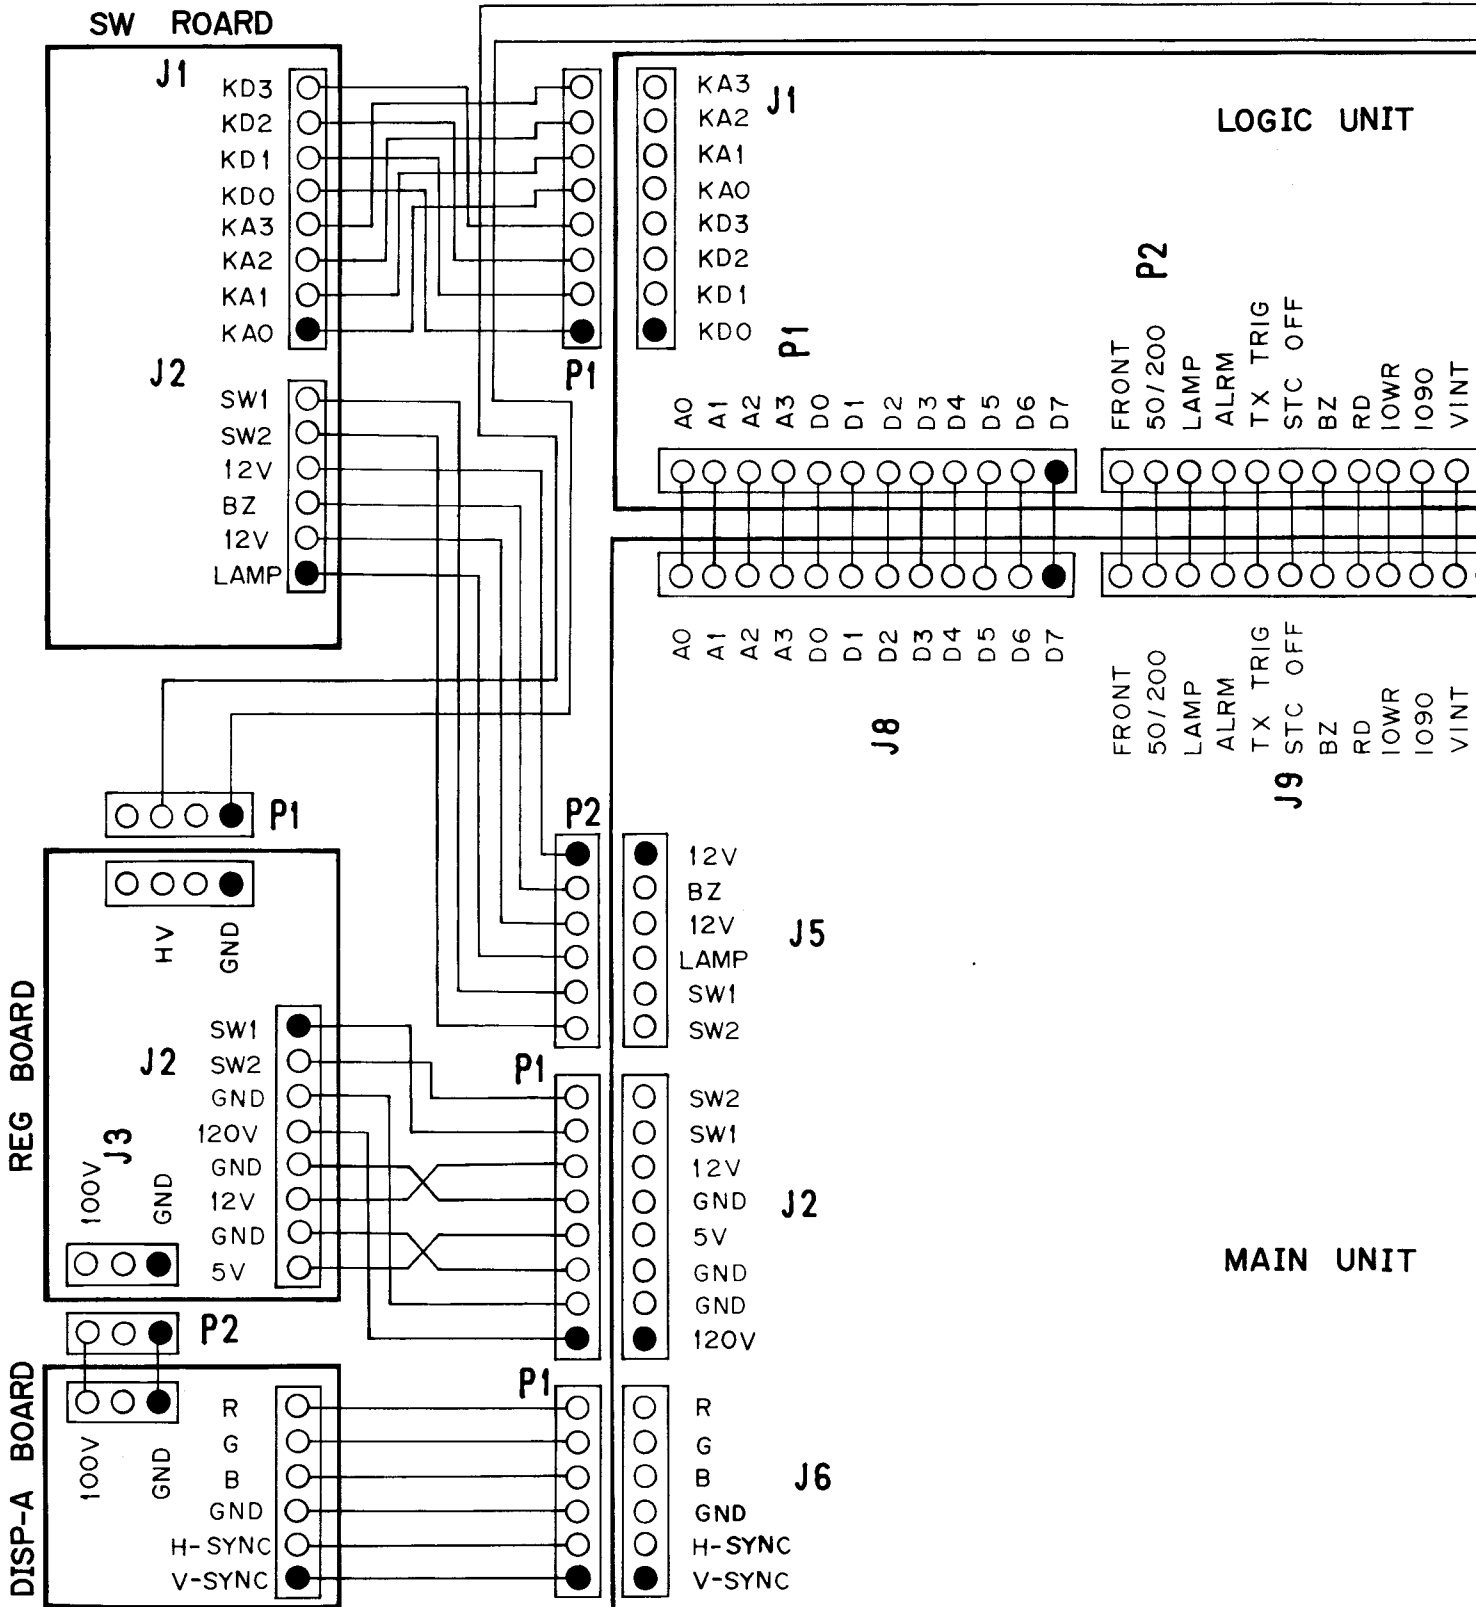 SW ROARD
J1
KD3
KD2
KD1
KD0
KA3
KA2
KA1
KA0
J2
SW1
SW2
12V
BZ
12V
LAMP
P1
KA3
KA2
KA1
KA0
KD3
KD2
KD1
KD0
J1
LOGIC UNIT
P1
A0
A1
A2
A3
D0
D1
D2
D3
D4
D5
D6
D7
P2
FRONT
50/200
LAMP
ALRM
TX TRIG
STC OFF
BZ
RD
IOWR
IO90
VINT
A0
A1
A2
A3
D0
D1
D2
D3
D4
D5
D6
D7
J8
FRONT
50/200
LAMP
ALRM
TX TRIG
STC OFF
BZ
RD
IOWR
IO90
VINT
J9
P1
HV
GND
REG BOARD
J2
SW1
SW2
GND
120V
GND
12V
GND
5V
J3
100V
GND
P2
P2
12V
BZ
12V
LAMP
SW1
SW2
J5
P1
SW2
SW1
12V
GND
5V
GND
GND
120V
J2
MAIN UNIT
DISP-A BOARD
100V
GND
R
G
B
GND
H-SYNC
V-SYNC
P1
R
G
B
GND
H-SYNC
V-SYNC
J6